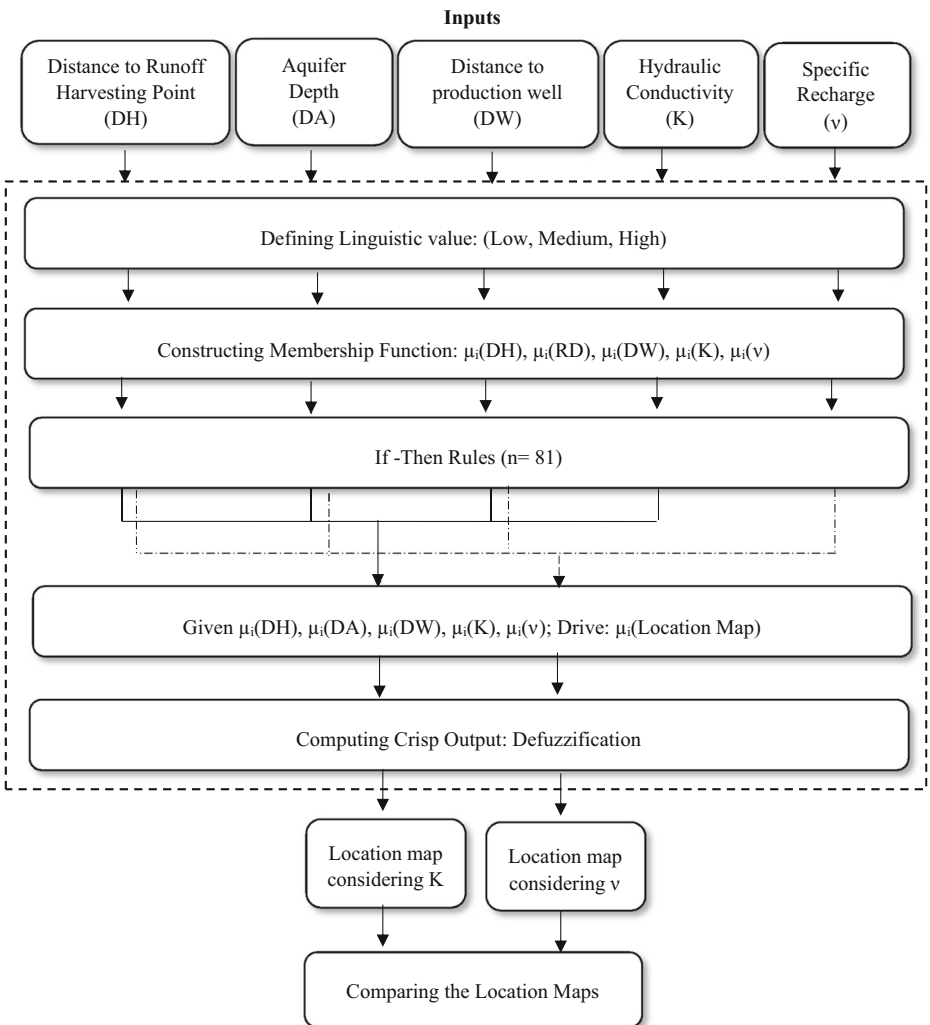 Inputs
Distance to Runoff
Harvesting Point
(DH)
Aquifer
Depth
(DA)
Distance to
production well
(DW)
Hydraulic
Conductivity
(K)
Specific
Recharge
(ν)
Defining Linguistic value: (Low, Medium, High)
Constructing Membership Function: µᵢ(DH), µᵢ(RD), µᵢ(DW), µᵢ(K), µᵢ(ν)
If -Then Rules (n= 81)
Given µᵢ(DH), µᵢ(DA), µᵢ(DW), µᵢ(K), µᵢ(ν); Drive: µᵢ(Location Map)
Computing Crisp Output: Defuzzification
Location map
considering K
Location map
considering ν
Comparing the Location Maps